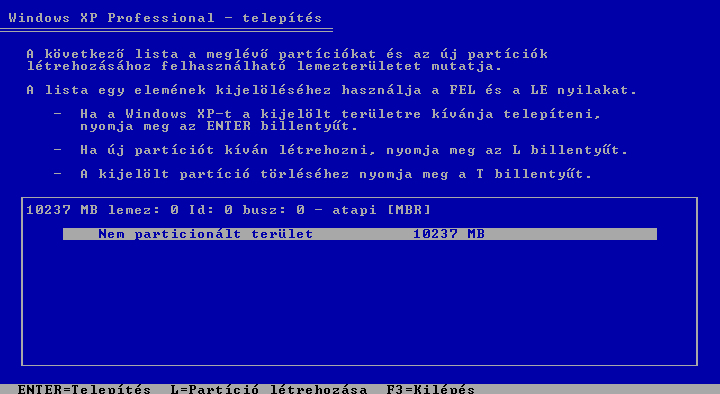 Windows XP Professional - telepítés
A következő lista a meglévő partíciókat és az új partíciók
létrehozásához felhasználható lemezterületet mutatja.
A lista egy elemének kijelöléséhez használja a FEL és a LE nyilakat.
- Ha a Windows XP-t a kijelölt területre kívánja telepíteni,
nyomja meg az ENTER billentyűt.
- Ha új partíciót kíván létrehozni, nyomja meg az L billentyűt.
- A kijelölt partíció törléséhez nyomja meg a T billentyűt.
10237 MB lemez: 0 Id: 0 busz: 0 - atapi [MBR]
Nem particionált terület 10237 MB
ENTER=Telepítés L=Partíció létrehozása F3=Kilépés